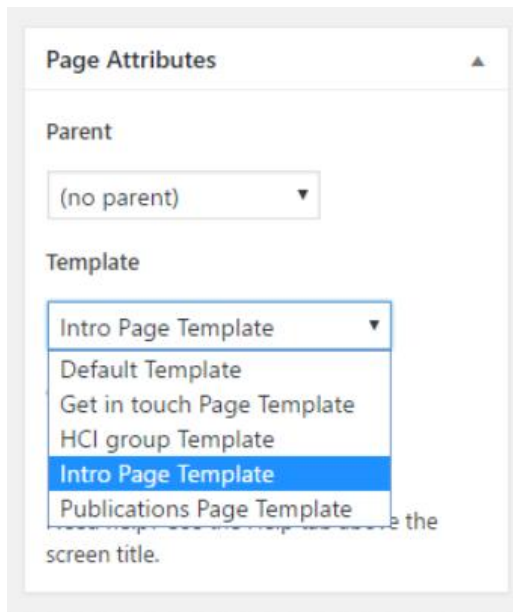 Page Attributes
Parent
(no parent)
Template
Intro Page Template
Default Template
Get in touch Page Template
HCI group Template
Intro Page Template
Publications Page Template
the
screen title.